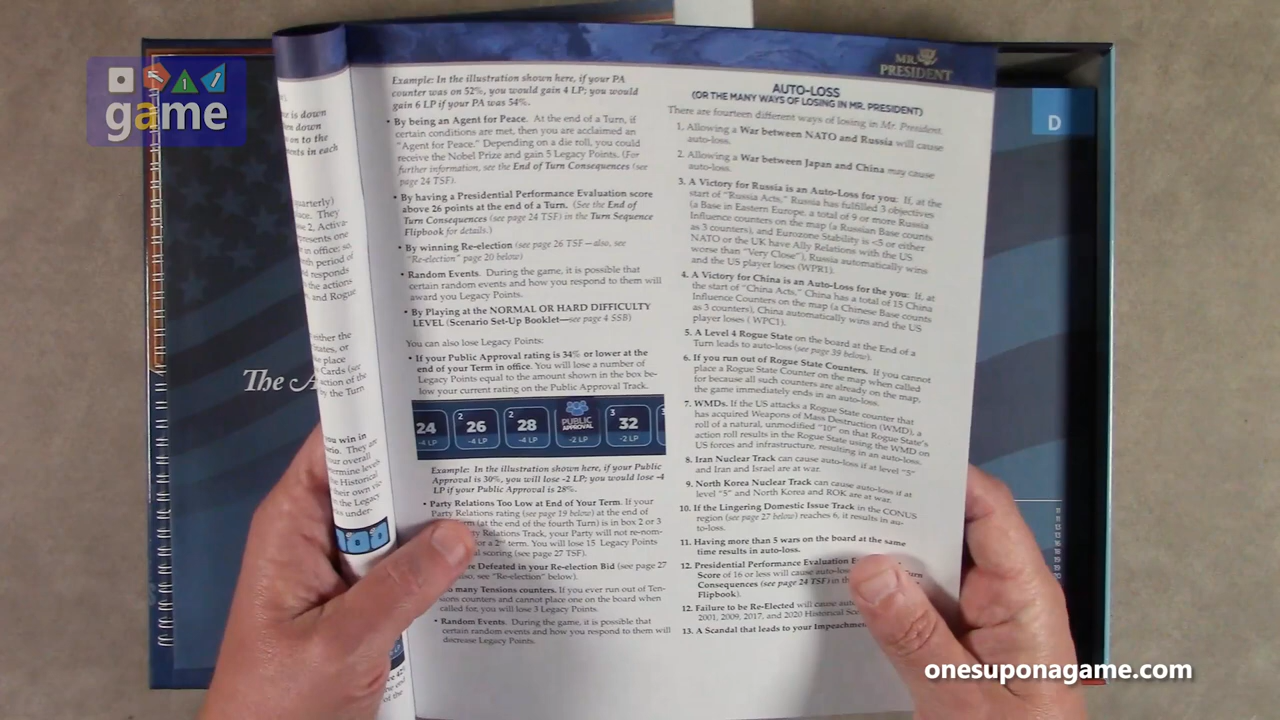 game
MR.
PRESIDENT
D
The A
Example: In the illustration shown here, if your PA
counter was on 52%, you would gain 4 LP; you would
gain 6 LP if your PA was 54%.
• By being an Agent for Peace. At the end of a Turn, if
certain conditions are met, then you are acclaimed an
"Agent for Peace." Depending on a die roll, you could
receive the Nobel Prize and gain 5 Legacy Points. (For
further information, see the End of Turn Consequences (see
page 24 TSF).
• By having a Presidential Performance Evaluation score
above 26 points at the end of a Turn. (See the End of
Turn Consequences (see page 24 TSF) in the Turn Sequence
Flipbook for details.)
• By winning Re-election (see page 26 TSF—also, see
"Re-election" page 20 below)
• Random Events. During the game, it is possible that
certain random events and how you respond to them will
award you Legacy Points.
• By Playing at the NORMAL OR HARD DIFFICULTY
LEVEL (Scenario Set-Up Booklet—see page 4 SSB)
You can also lose Legacy Points:
• If your Public Approval rating is 34% or lower at the
end of your Term in office. You will lose a number of
Legacy Points equal to the amount shown in the box be-
low your current rating on the Public Approval Track.
24 -4 LP
2 26 -4 LP
2 28 -4 LP
PUBLIC APPROVAL -2 LP
3 32 -2 LP
Example: In the illustration shown here, if your Public
Approval is 30%, you will lose -2 LP; you would lose -4
LP if your Public Approval is 28%.
• Party Relations Too Low at End of Your Term. If your
Party Relations rating (see page 19 below) at the end of
(at the end of the fourth Turn) is in box 2 or 3
Relations Track, your Party will not re-nom-
for a 2nd term. You will lose 15 Legacy Points
scoring (see page 27 TSF).
Defeated in your Re-election Bid (see page 27
see "Re-election" below).
many Tensions counters. If you ever run out of Ten-
sions counters and cannot place one on the board when
called for, you will lose 3 Legacy Points.
• Random Events. During the game, it is possible that
certain random events and how you respond to them will
decrease Legacy Points.
AUTO-LOSS
(OR THE MANY WAYS OF LOSING IN MR. PRESIDENT)
There are fourteen different ways of losing in Mr. President.
1. Allowing a War between NATO and Russia will cause
auto-loss.
2. Allowing a War between Japan and China may cause
auto-loss.
3. A Victory for Russia is an Auto-Loss for you: If, at the
start of "Russia Acts," Russia has fulfilled 3 objectives
(a Base in Eastern Europe, a total of 9 or more Russia
Influence counters on the map (a Russian Base counts
as 3 counters), and Eurozone Stability is <5 or either
NATO or the UK have Ally Relations with the US
worse than "Very Close"), Russia automatically wins
and the US player loses (WPR1).
4. A Victory for China is an Auto-Loss for the you: If, at
the start of "China Acts," China has a total of 15 China
Influence Counters on the map (a Chinese Base counts
as 3 counters), China automatically wins and the US
player loses ( WPC1).
5. A Level 4 Rogue State on the board at the End of a
Turn leads to auto-loss (see page 39 below).
6. If you run out of Rogue State Counters. If you cannot
place a Rogue State Counter on the map when called
for because all such counters are already on the map,
the game immediately ends in an auto-loss.
7. WMDs. If the US attacks a Rogue State counter that
has acquired Weapons of Mass Destruction (WMD), a
roll of a natural, unmodified "10" on that Rogue State's
action roll results in the Rogue State using the WMD on
US forces and infrastructure, resulting in an auto-loss.
8. Iran Nuclear Track can cause auto-loss if at level "5"
and Iran and Israel are at war.
9. North Korea Nuclear Track can cause auto-loss if at
level "5" and North Korea and ROK are at war.
10. If the Lingering Domestic Issue Track in the CONUS
region (see page 27 below) reaches 6, it results in au-
to-loss.
11. Having more than 5 wars on the board at the same
time results in auto-loss.
12. Presidential Performance Evaluation
Score of 16 or less will cause
Consequences (see page 24 TSF) in the
Flipbook).
12. Failure to be Re-Elected will cause
2001, 2009, 2017, and 2020 Historical
13. A Scandal that leads to your
onesuponagame.com